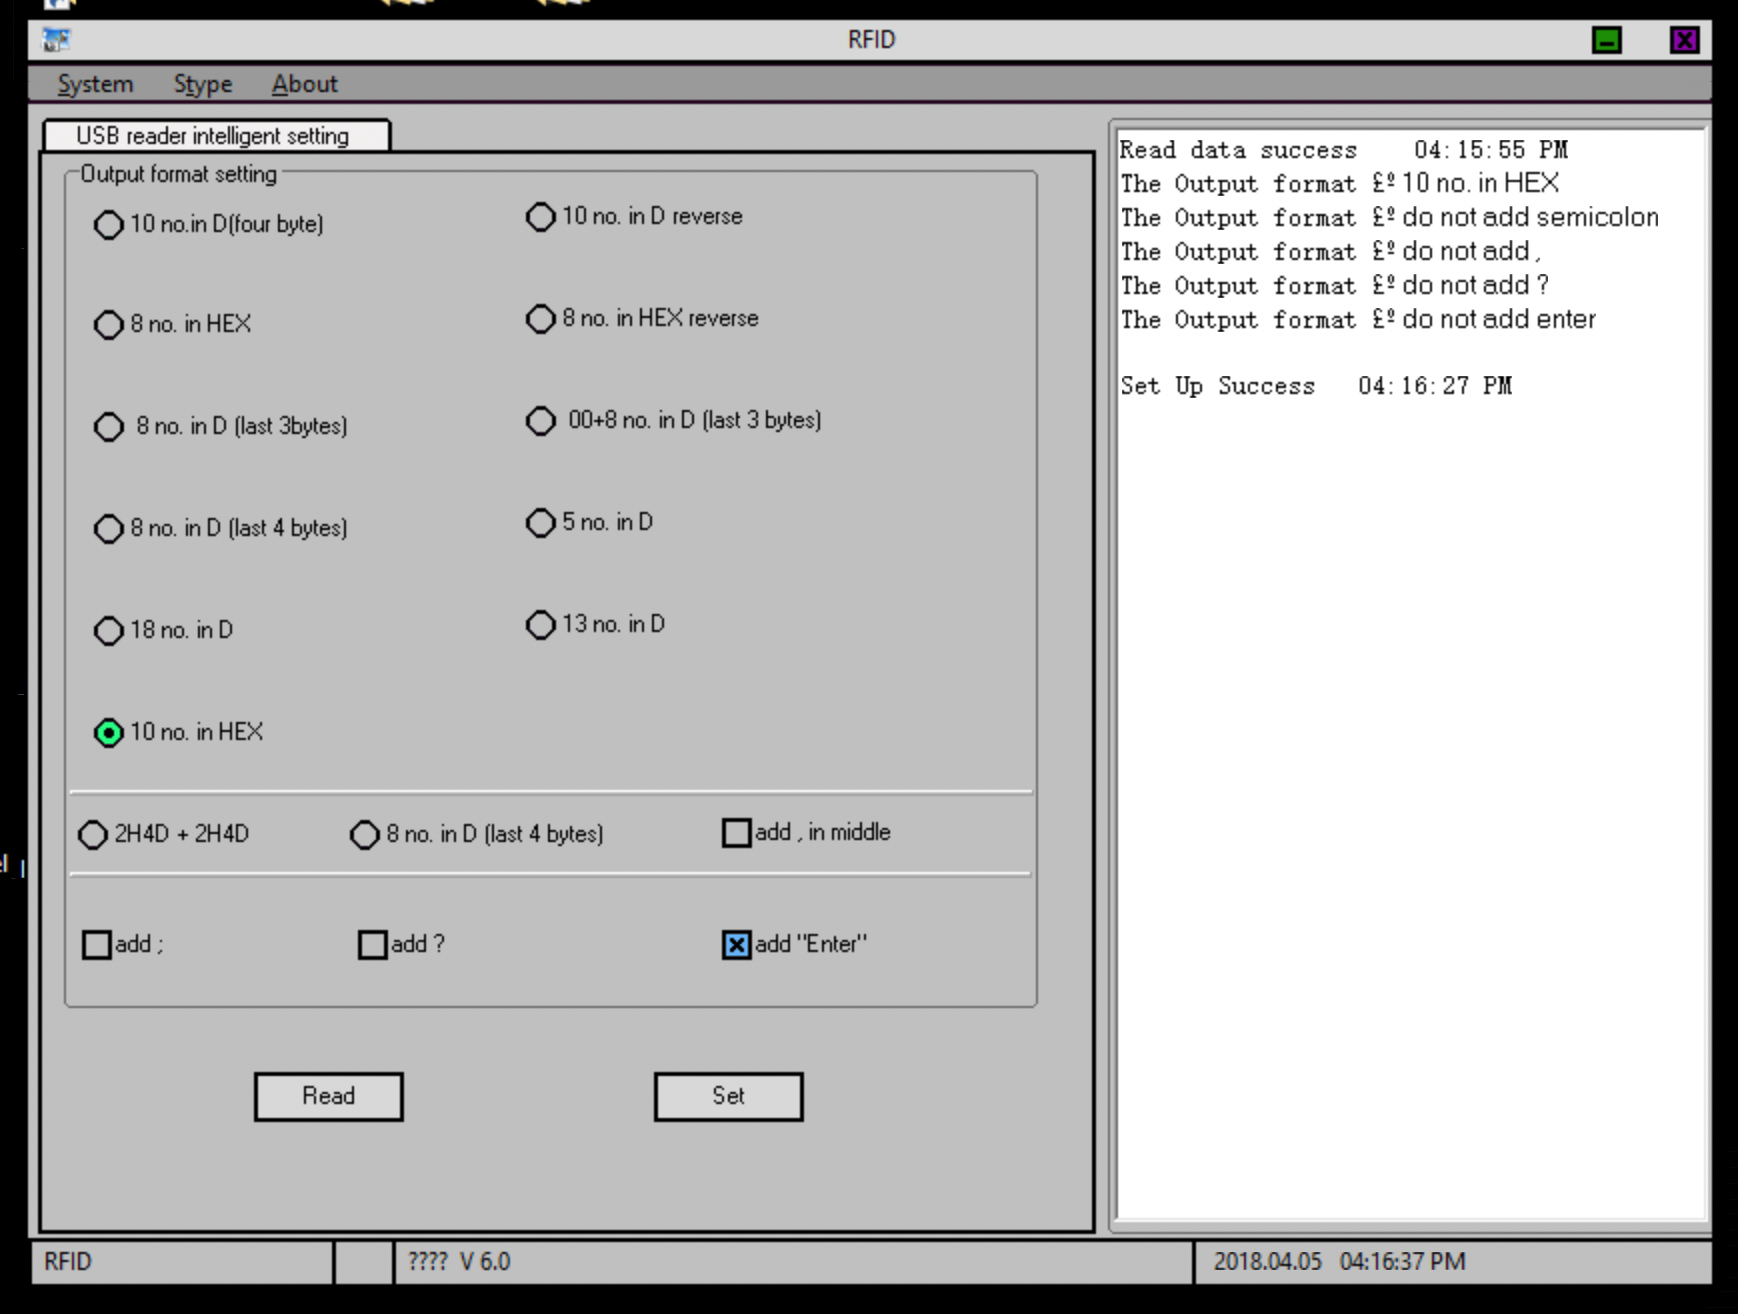 RFID
System Stype About
USB reader intelligent setting
Output format setting
10 no.in D(four byte)
10 no. in D reverse
8 no. in HEX
8 no. in HEX reverse
8 no. in D (last 3bytes)
00+8 no. in D (last 3 bytes)
8 no. in D (last 4 bytes)
5 no. in D
18 no. in D
13 no. in D
10 no. in HEX
2H4D + 2H4D
8 no. in D (last 4 bytes)
add , in middle
add ;
add ?
add "Enter"
Read
Set
Read data success 04:15:55 PM
The Output format £º 10 no. in HEX
The Output format £º do not add semicolon
The Output format £º do not add ,
The Output format £º do not add ?
The Output format £º do not add enter
Set Up Success 04:16:27 PM
RFID
???? V 6.0
2018.04.05 04:16:37 PM